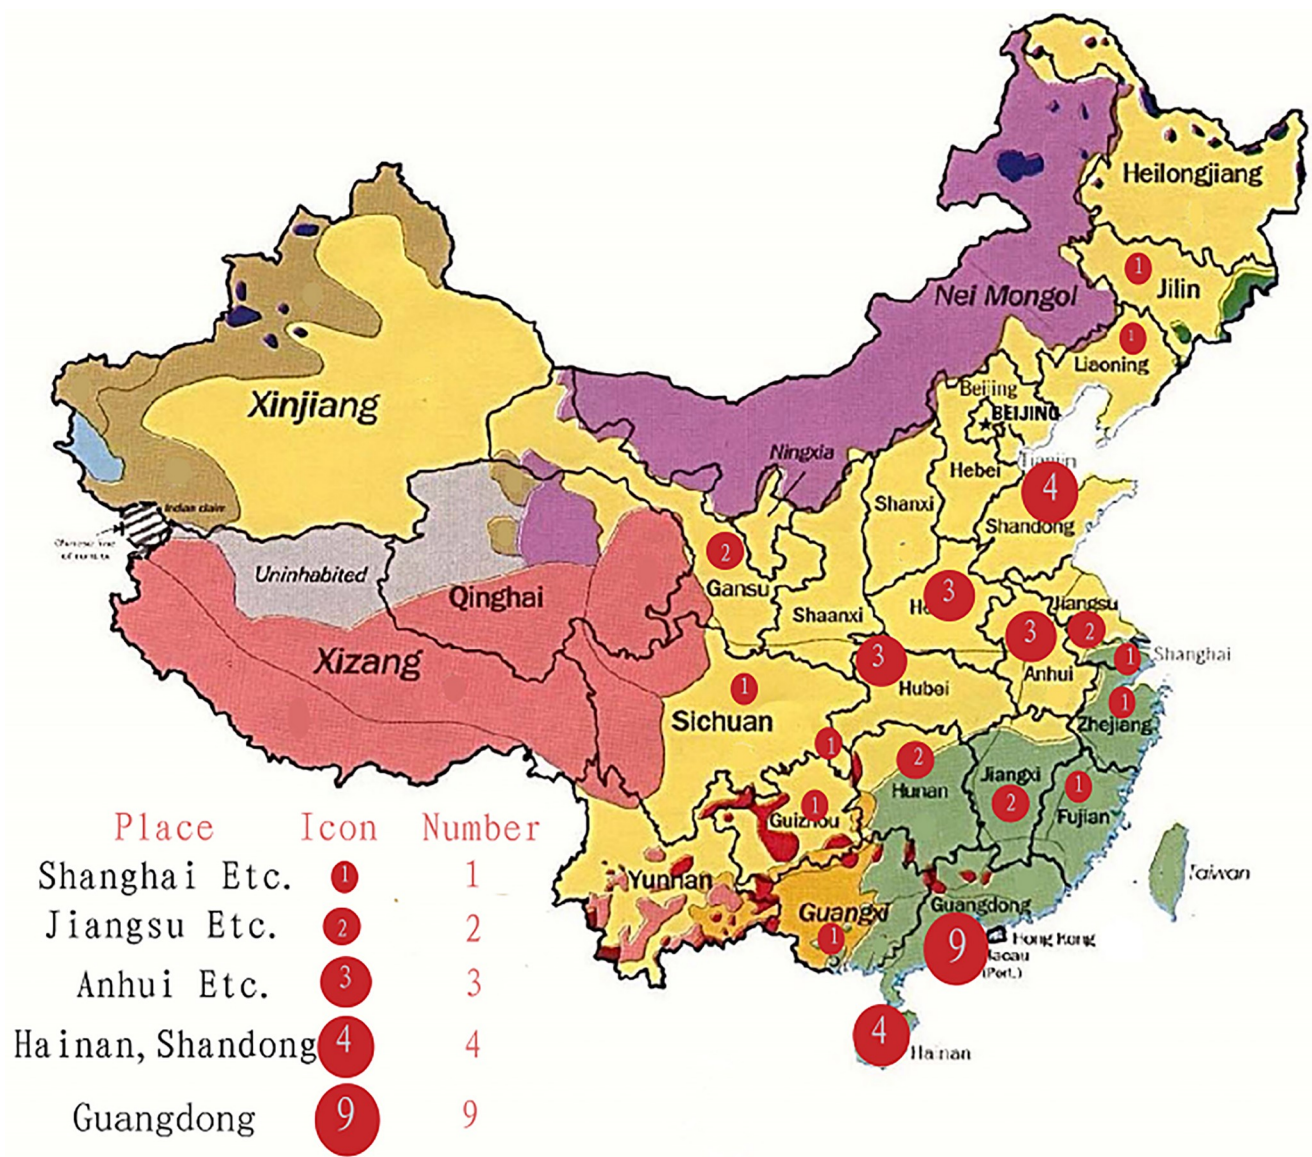 Heilongjiang
1
Jilin
Nei Mongol
1
Liaoning
Xinjiang
Beijing
BEIJING
Ningxia
Hebei
Tianjin
4
Shanxi
Shandong
Indian claim
2
Gansu
Uninhabited
Qinghai
3
Jiangsu
Shaanxi
3
2
Xizang
3
1
Shanghai
Anhui
Hubei
1
1
Sichuan
Zhejiang
1
2
Hunan
Jiangxi
2
1
Fujian
1
Guizhou
Taiwan
Yunnan
Guangxi
1
Guangdong
9
Hong Kong
Macau
(Port.)
4
Hainan
Place Icon Number
Shanghai Etc. 1 1
Jiangsu Etc. 2 2
Anhui Etc. 3 3
Hainan, Shandong 4 4
Guangdong 9 9